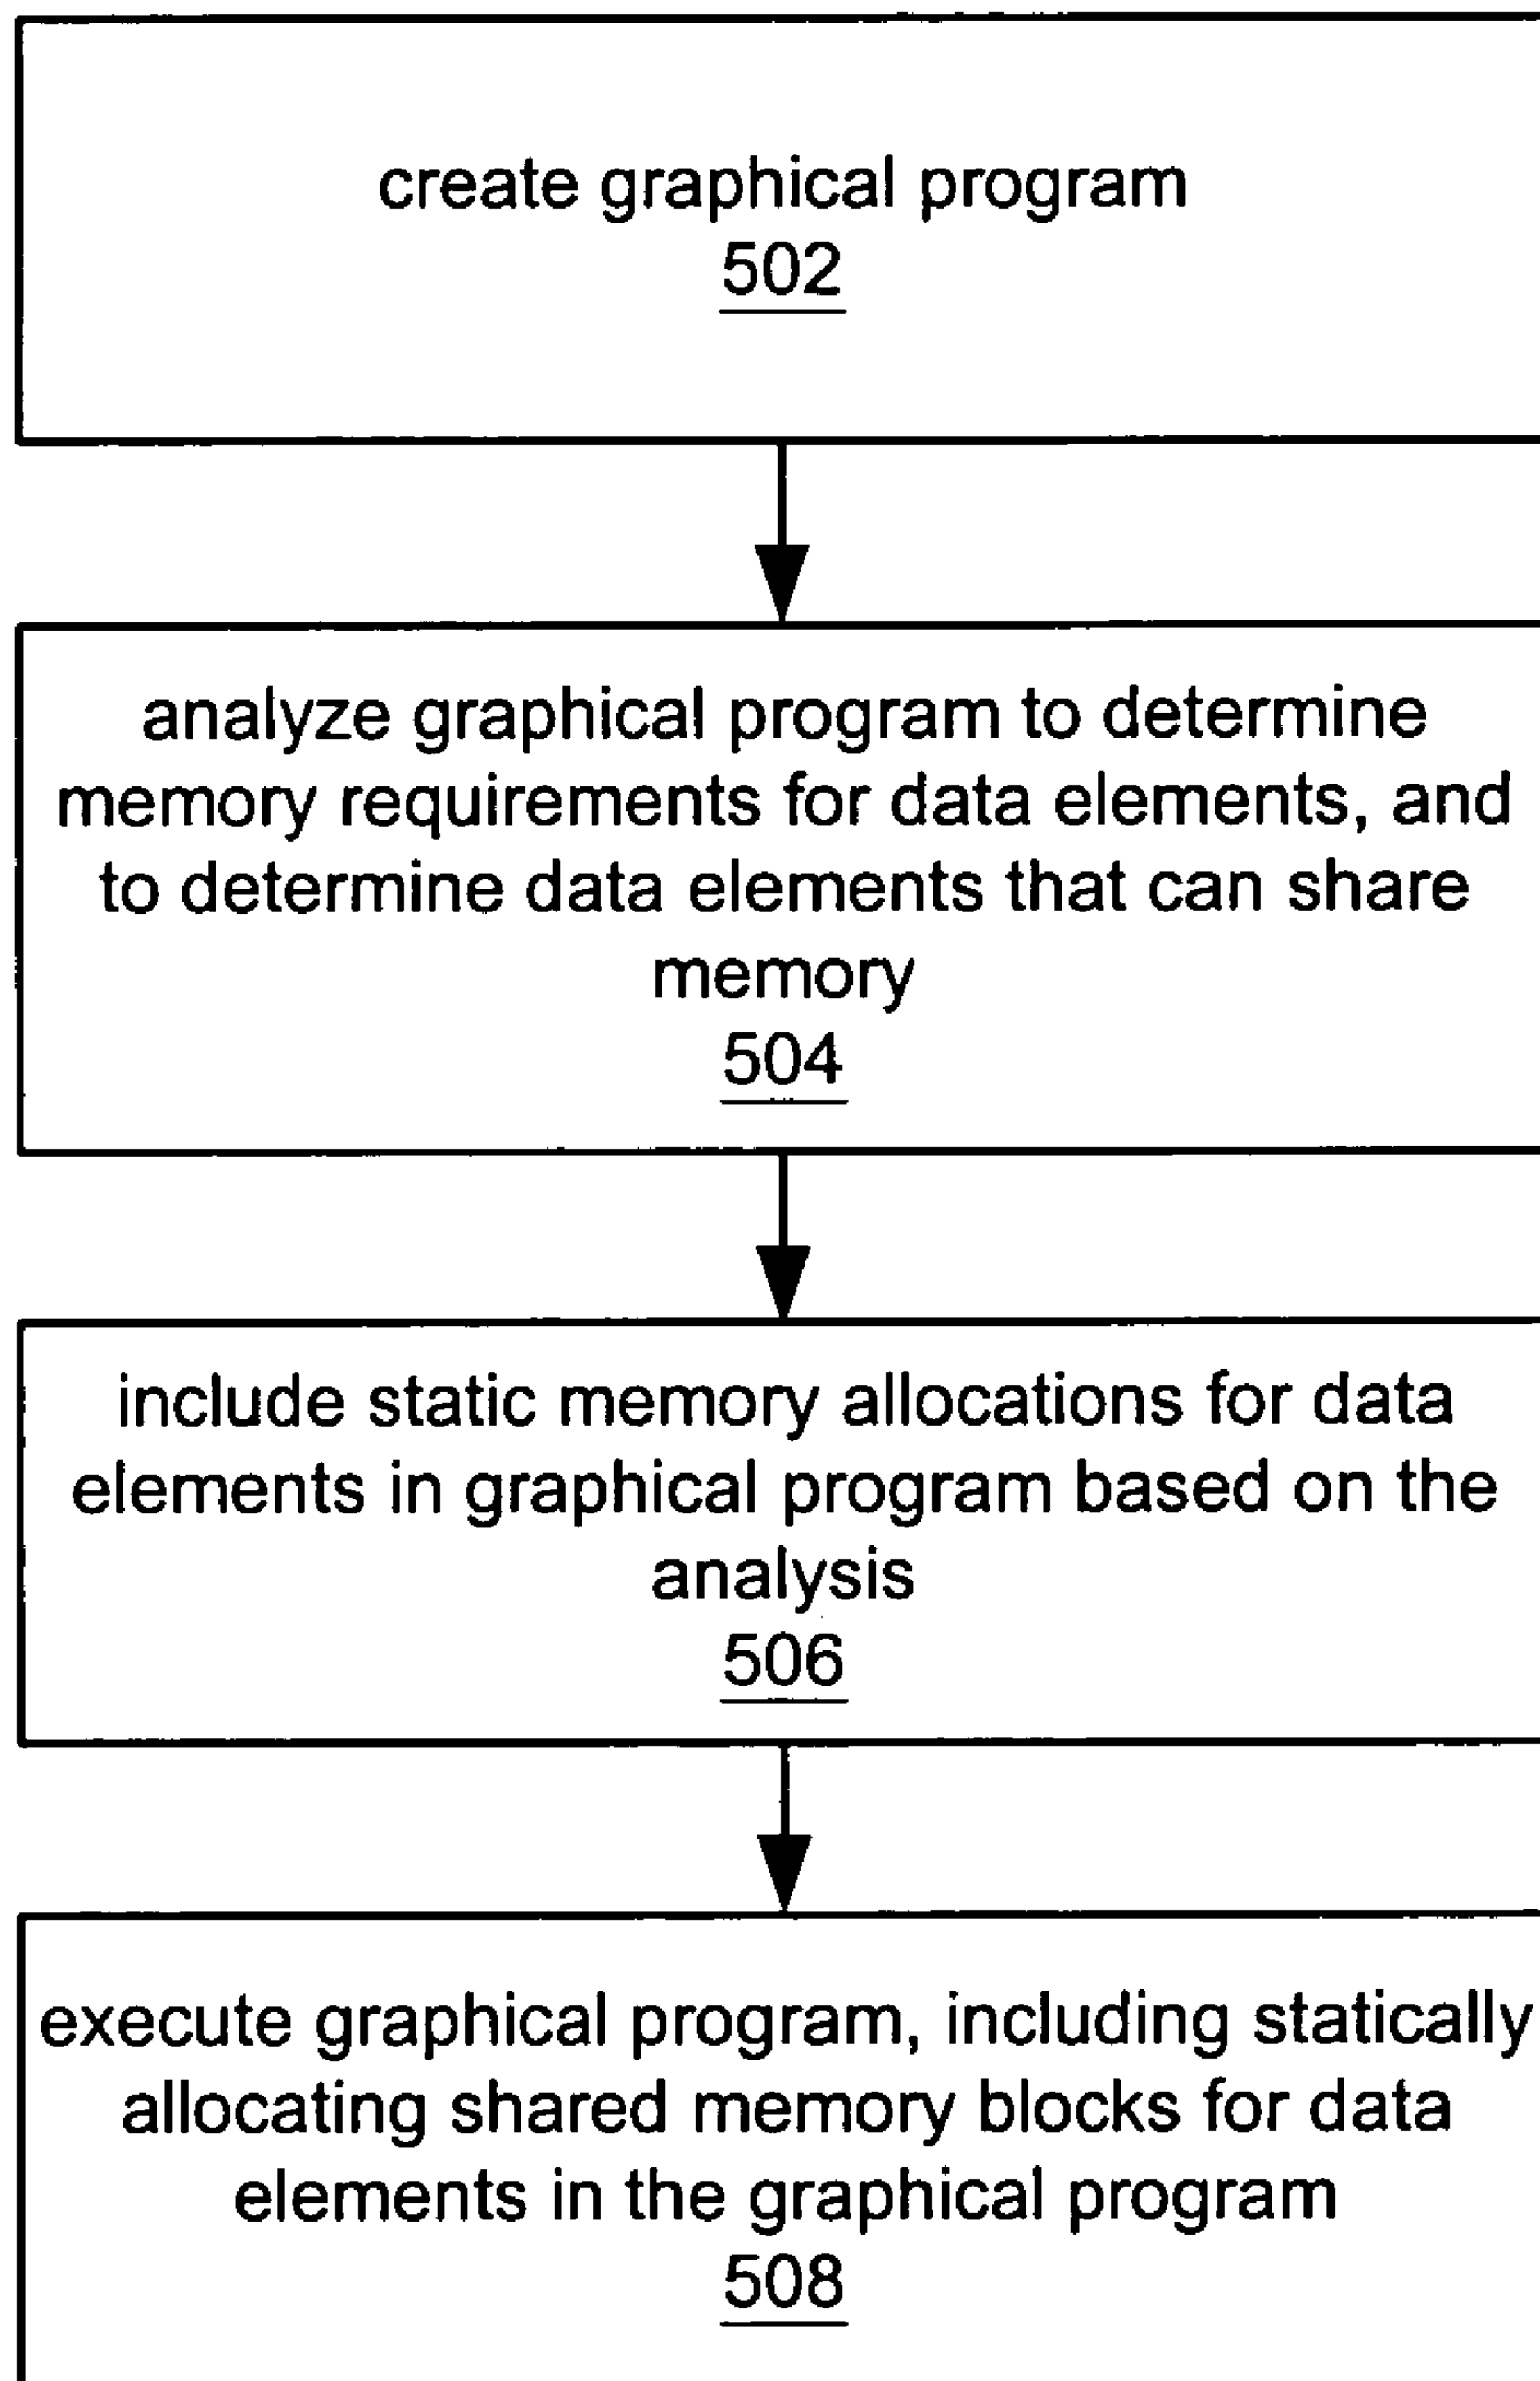 create graphical program
502
analyze graphical program to determine
memory requirements for data elements, and
to determine data elements that can share
memory
504
include static memory allocations for data
elements in graphical program based on the
analysis
506
execute graphical program, including statically
allocating shared memory blocks for data
elements in the graphical program
508